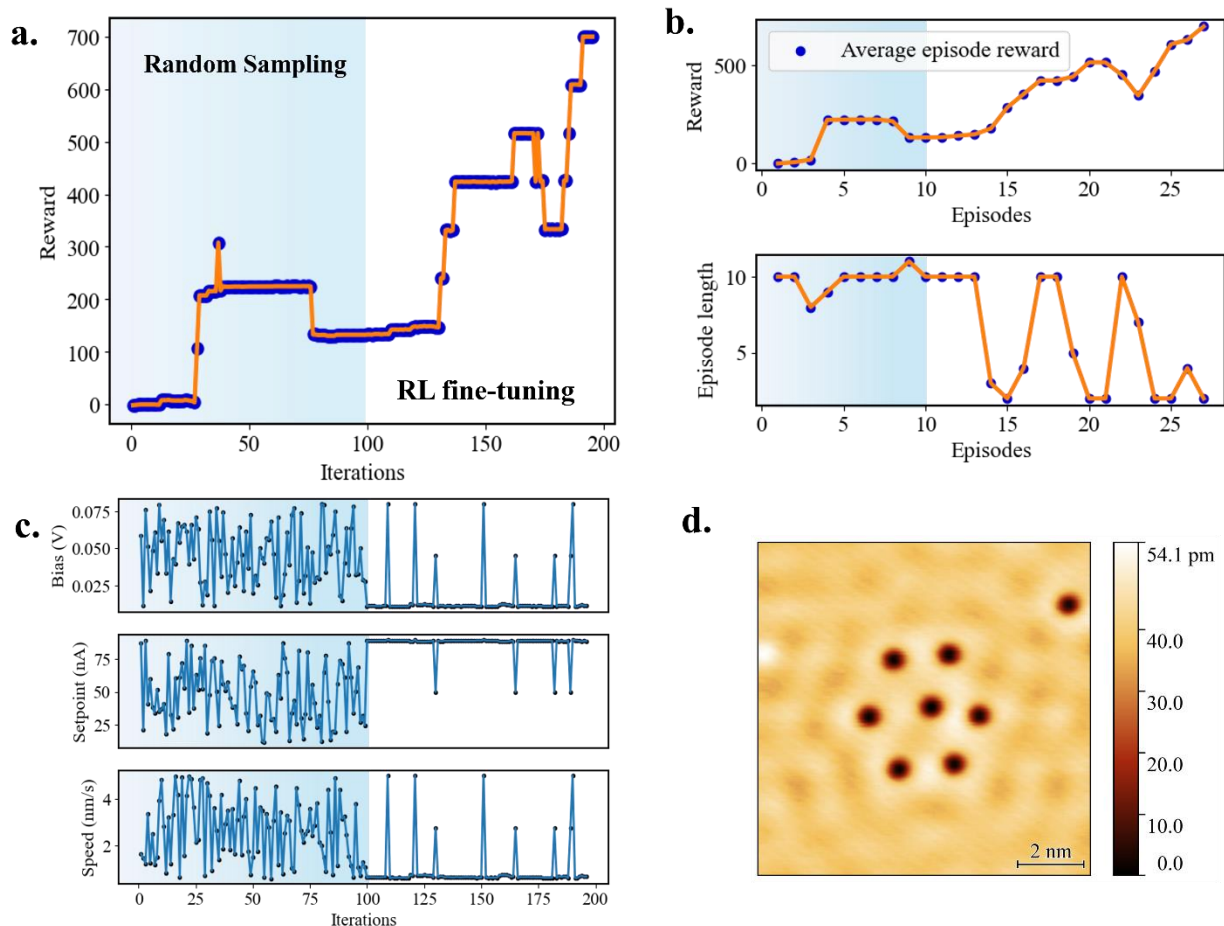 a.
700
600
500
400
300
200
100
0
Reward
Random Sampling
RL fine-tuning
0
50
100
150
200
Iterations
b.
500
0
Reward
Average episode reward
0
5
10
15
20
25
Episodes
10
5
Episode length
0
5
10
15
20
25
Episodes
c.
0.075
0.050
0.025
Bias (V)
75
50
25
Setpoint (nA)
4
2
Speed (nm/s)
0
25
50
75
100
125
150
175
200
Iterations
d.
2 nm
54.1 pm
40.0
30.0
20.0
10.0
0.0